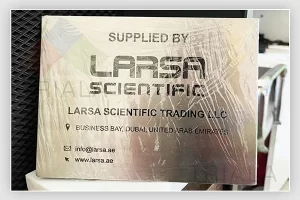 SUPPLIED BY
LARSA
SCIENTIFIC
LARSA SCIENTIFIC TRADING LLC
BUSINESS BAY, DUBAI, UNITED ARAB EMIRATES
info@larsa.ae
www.larsa.ae